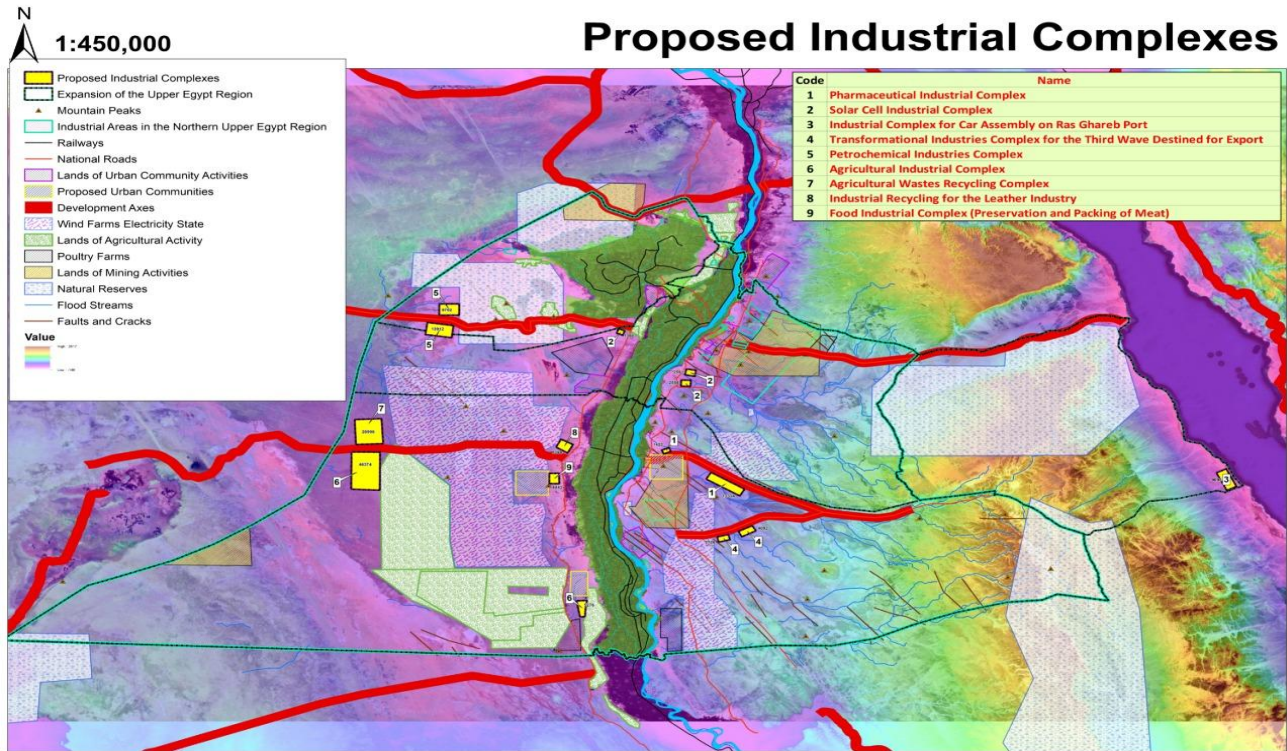 N
1:450,000
Proposed Industrial Complexes
Proposed Industrial Complexes
Expansion of the Upper Egypt Region
Mountain Peaks
Industrial Areas in the Northern Upper Egypt Region
Railways
National Roads
Lands of Urban Community Activities
Proposed Urban Communities
Development Axes
Wind Farms Electricity State
Lands of Agricultural Activity
Poultry Farms
Lands of Mining Activities
Natural Reserves
Flood Streams
Faults and Cracks
Value
Code Name
1 Pharmaceutical Industrial Complex
2 Solar Cell Industrial Complex
3 Industrial Complex for Car Assembly on Ras Ghareb Port
4 Transformational Industries Complex for the Third Wave Destined for Export
5 Petrochemical Industries Complex
6 Agricultural Industrial Complex
7 Agricultural Wastes Recycling Complex
8 Industrial Recycling for the Leather Industry
9 Food Industrial Complex (Preservation and Packing of Meat)
5
5
2
2
2
7
8
1
6
9
1
3
4
4
6